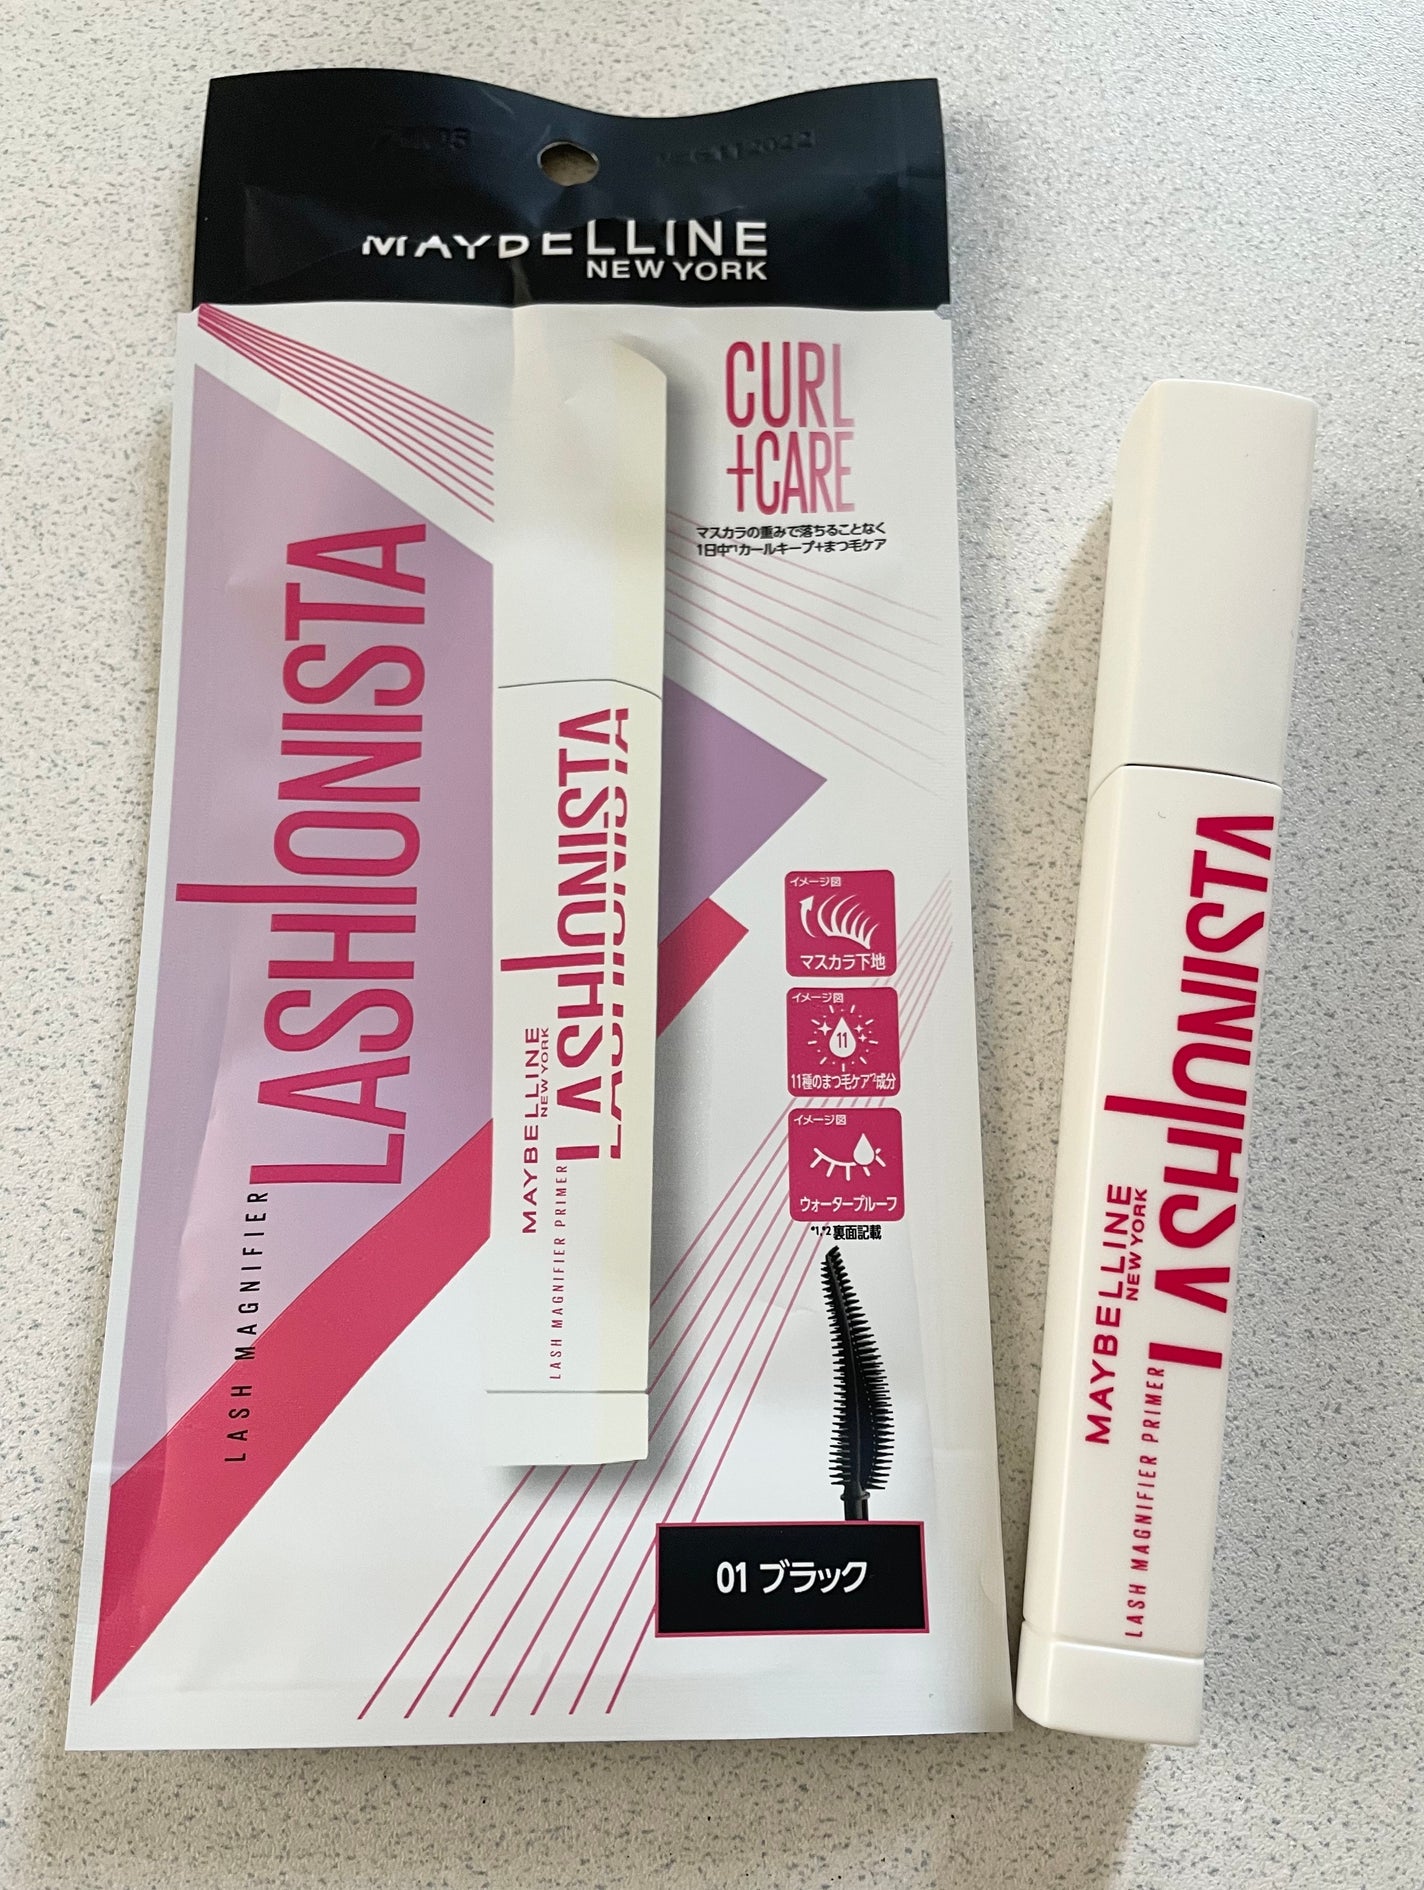 MAYBELLINE
NEW YORK
CURL
+CARE
マスカラの重みで落ちることなく
1日中*1カールキープ+まつ毛ケア
LASHIONISTA
LASH MAGNIFIER
MAYBELLINE
NEW YORK
LASHIONISTA
LASH MAGNIFIER PRIMER
イメージ図
マスカラ下地
イメージ図
11
11種のまつ毛ケア*2成分
イメージ図
ウォータープルーフ
*1,*2 裏面記載
01 ブラック
MAYBELLINE
NEW YORK
LASHIONISTA
LASH MAGNIFIER PRIMER